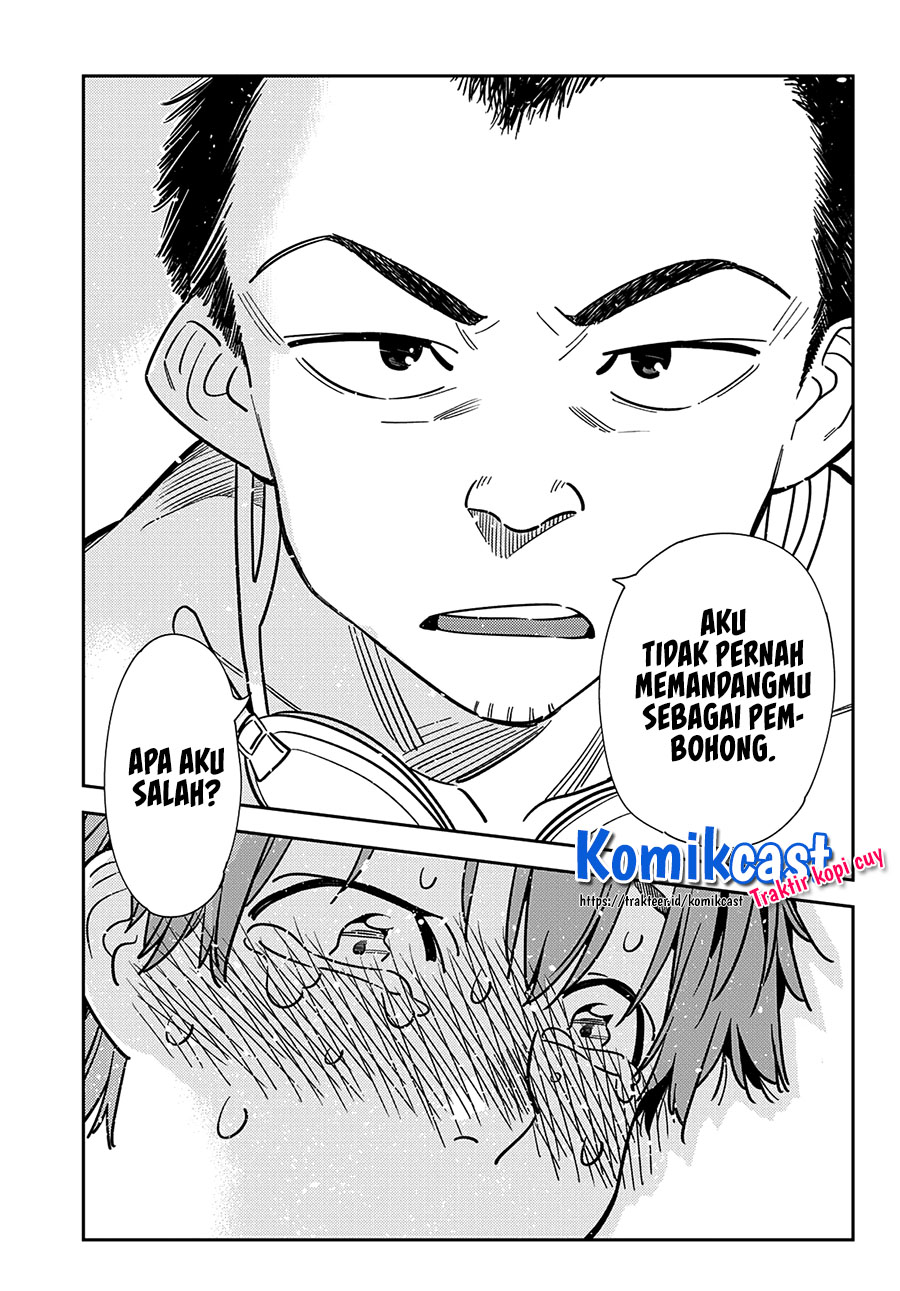 AKU
TIDAK PERNAH
MEMANDANGMU
SEBAGAI PEM-
BOHONG.
APA AKU
SALAH?
Komikcast
Traktir kopi cuy
https://trakteer.id/komikcast